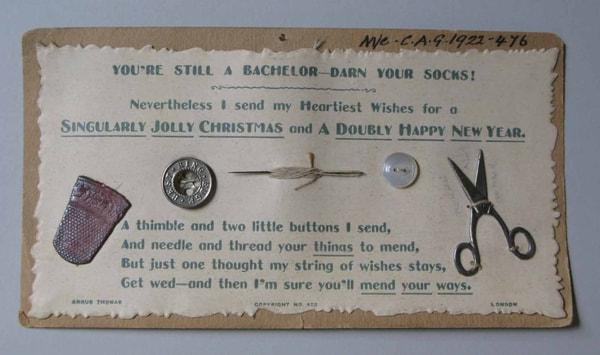 M/c - C.A.G. 1922-476
YOU'RE STILL A BACHELOR—DARN YOUR SOCKS!
Nevertheless I send my Heartiest Wishes for a
SINGULARLY JOLLY CHRISTMAS and A DOUBLY HAPPY NEW YEAR.
A thimble and two little buttons I send,
And needle and thread your things to mend,
But just one thought my string of wishes stays,
Get wed—and then I'm sure you'll mend your ways.
ANGUS THOMAS
COPYRIGHT NO. 402
LONDON